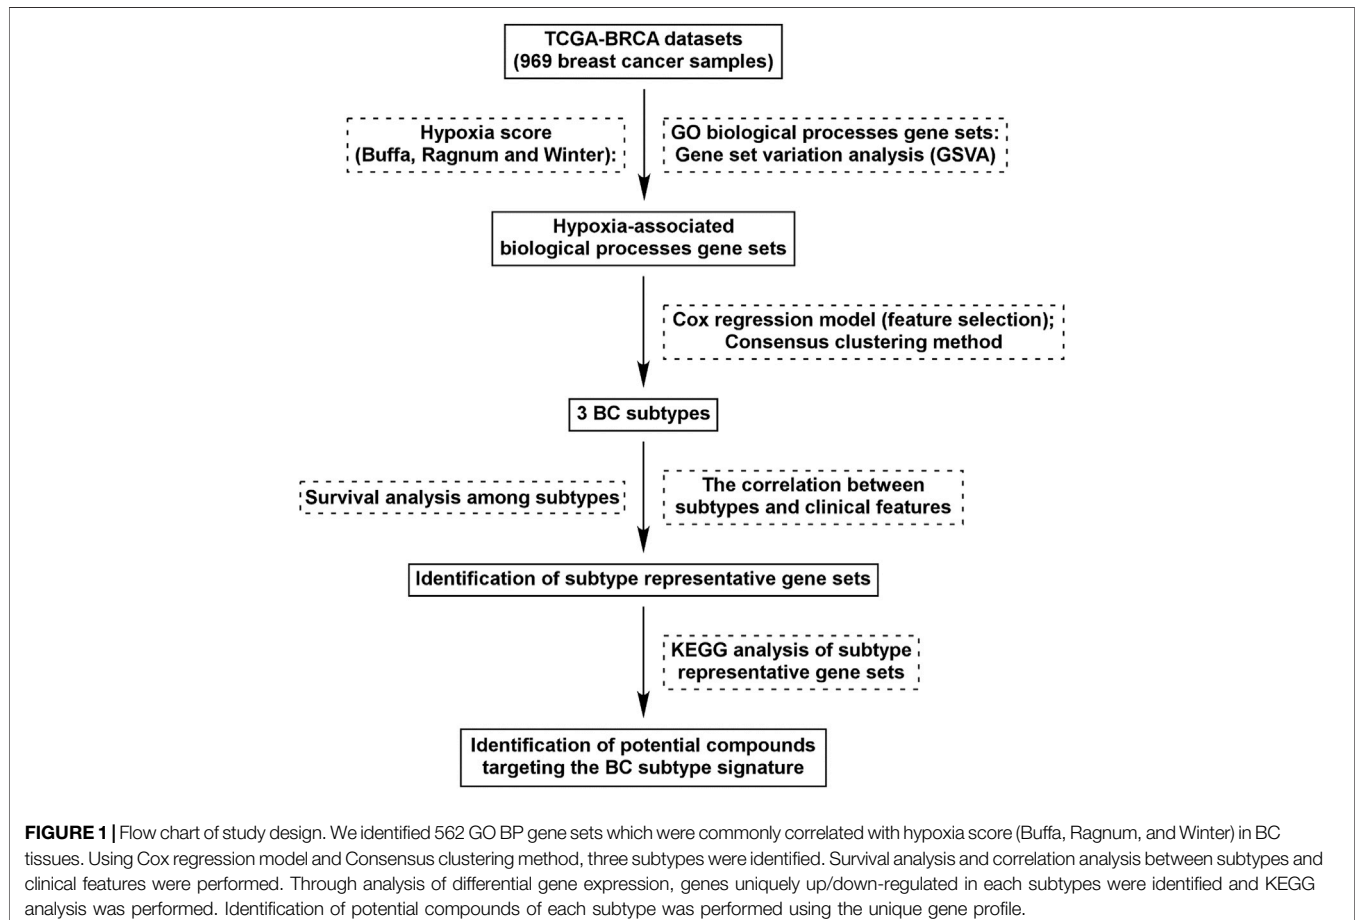 TCGA-BRCA datasets
(969 breast cancer samples)
Hypoxia score
(Buffa, Ragnum and Winter):
GO biological processes gene sets:
Gene set variation analysis (GSVA)
Hypoxia-associated
biological processes gene sets
Cox regression model (feature selection);
Consensus clustering method
3 BC subtypes
Survival analysis among subtypes
The correlation between
subtypes and clinical features
Identification of subtype representative gene sets
KEGG analysis of subtype
representative gene sets
Identification of potential compounds
targeting the BC subtype signature
FIGURE 1 | Flow chart of study design. We identified 562 GO BP gene sets which were commonly correlated with hypoxia score (Buffa, Ragnum, and Winter) in BC
tissues. Using Cox regression model and Consensus clustering method, three subtypes were identified. Survival analysis and correlation analysis between subtypes and
clinical features were performed. Through analysis of differential gene expression, genes uniquely up/down-regulated in each subtypes were identified and KEGG
analysis was performed. Identification of potential compounds of each subtype was performed using the unique gene profile.